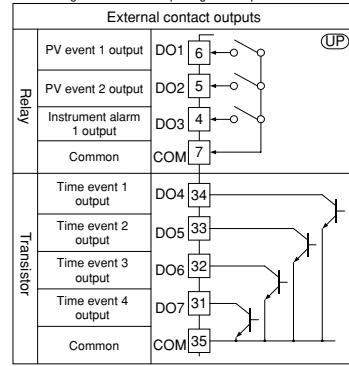 External contact outputs
UP
Relay
PV event 1 output
DO1 6
PV event 2 output
DO2 5
Instrument alarm
1 output
DO3 4
Common
COM 7
Transistor
Time event 1
output
DO4 34
Time event 2
output
DO5 33
Time event 3
output
DO6 32
Time event 4
output
DO7 31
Common
COM 35